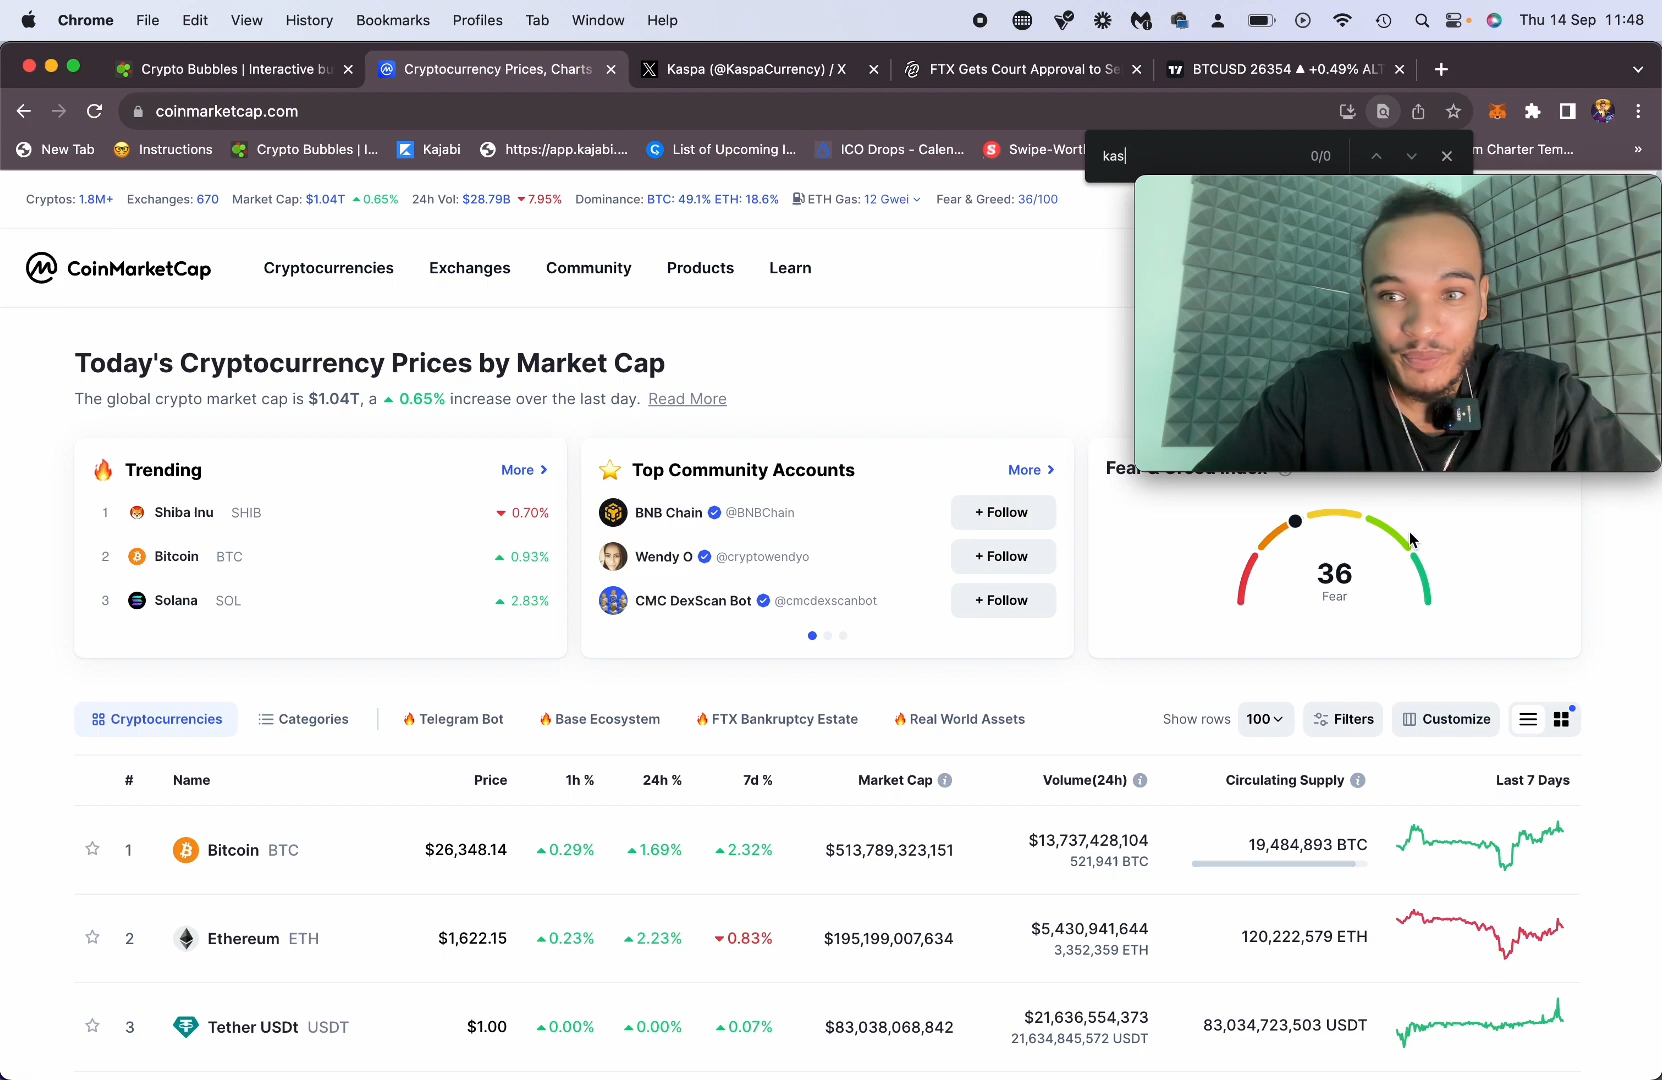 Chrome File Edit View History Bookmarks Profiles Tab Window Help Thu 14 Sep 11:48
Crypto Bubbles | Interactive bu Cryptocurrency Prices, Charts Kaspa (@KaspaCurrency) / X FTX Gets Court Approval to Se BTCUSD 26354 ▲ +0.49% ALT
coinmarketcap.com
New Tab Instructions Crypto Bubbles | I... Kajabi https://app.kajabi.... List of Upcoming I... ICO Drops - Calen... Swipe-Wort m Charter Tem... »
kas 0/0
Cryptos: 1.8M+ Exchanges: 670 Market Cap: $1.04T ▲ 0.65% 24h Vol: $28.79B ▼ 7.95% Dominance: BTC: 49.1% ETH: 18.6% ETH Gas: 12 Gwei Fear & Greed: 36/100
CoinMarketCap Cryptocurrencies Exchanges Community Products Learn
Today's Cryptocurrency Prices by Market Cap
The global crypto market cap is $1.04T, a ▲ 0.65% increase over the last day. Read More
Trending More >
1 Shiba Inu SHIB ▼ 0.70%
2 Bitcoin BTC ▲ 0.93%
3 Solana SOL ▲ 2.83%
Top Community Accounts More >
BNB Chain @BNBChain + Follow
Wendy O @cryptowendyo + Follow
CMC DexScan Bot @cmcdexscanbot + Follow
36
Fear
Cryptocurrencies Categories Telegram Bot Base Ecosystem FTX Bankruptcy Estate Real World Assets Show rows 100 Filters Customize
# Name Price 1h % 24h % 7d % Market Cap Volume(24h) Circulating Supply Last 7 Days
1 Bitcoin BTC $26,348.14 ▲ 0.29% ▲ 1.69% ▲ 2.32% $513,789,323,151 $13,737,428,104 19,484,893 BTC
521,941 BTC
2 Ethereum ETH $1,622.15 ▲ 0.23% ▲ 2.23% ▼ 0.83% $195,199,007,634 $5,430,941,644 120,222,579 ETH
3,352,359 ETH
3 Tether USDt USDT $1.00 ▲ 0.00% ▲ 0.00% ▲ 0.07% $83,038,068,842 $21,636,554,373 83,034,723,503 USDT
21,634,845,572 USDT